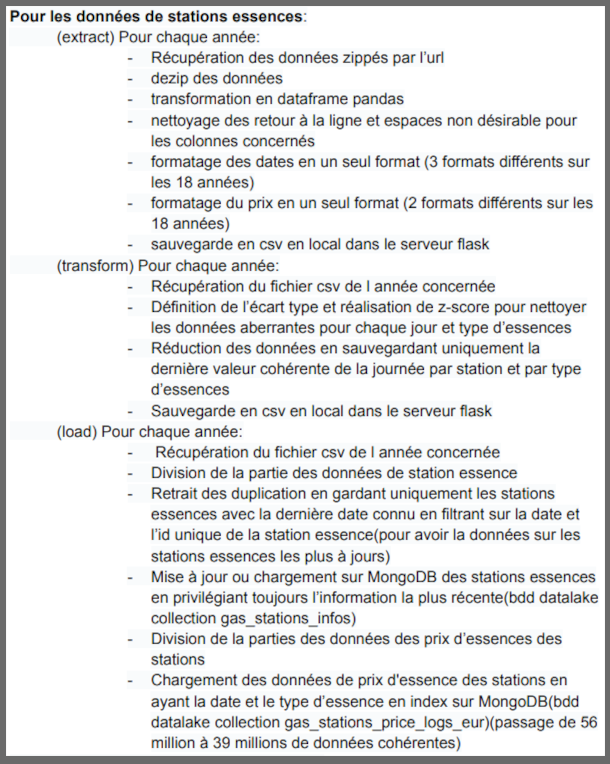 Pour les données de stations essences:
(extract) Pour chaque année:
- Récupération des données zippés par l'url
- dezip des données
- transformation en dataframe pandas
- nettoyage des retour à la ligne et espaces non désirable pour
les colonnes concernés
- formatage des dates en un seul format (3 formats différents sur
les 18 années)
- formatage du prix en un seul format (2 formats différents sur les
18 années)
- sauvegarde en csv en local dans le serveur flask
(transform) Pour chaque année:
- Récupération du fichier csv de l année concernée
- Définition de l'écart type et réalisation de z-score pour nettoyer
les données aberrantes pour chaque jour et type d'essences
- Réduction des données en sauvegardant uniquement la
dernière valeur cohérente de la journée par station et par type
d'essences
- Sauvegarde en csv en local dans le serveur flask
(load) Pour chaque année:
- Récupération du fichier csv de l année concernée
- Division de la partie des données de station essence
- Retrait des duplication en gardant uniquement les stations
essences avec la dernière date connu en filtrant sur la date et
l'id unique de la station essence(pour avoir la données sur les
stations essences les plus à jours)
- Mise à jour ou chargement sur MongoDB des stations essences
en privilégiant toujours l'information la plus récente(bdd datalake
collection gas_stations_infos)
- Division de la parties des données des prix d'essences des
stations
- Chargement des données de prix d'essence des stations en
ayant la date et le type d'essence en index sur MongoDB(bdd
datalake collection gas_stations_price_logs_eur)(passage de 56
million à 39 millions de données cohérentes)